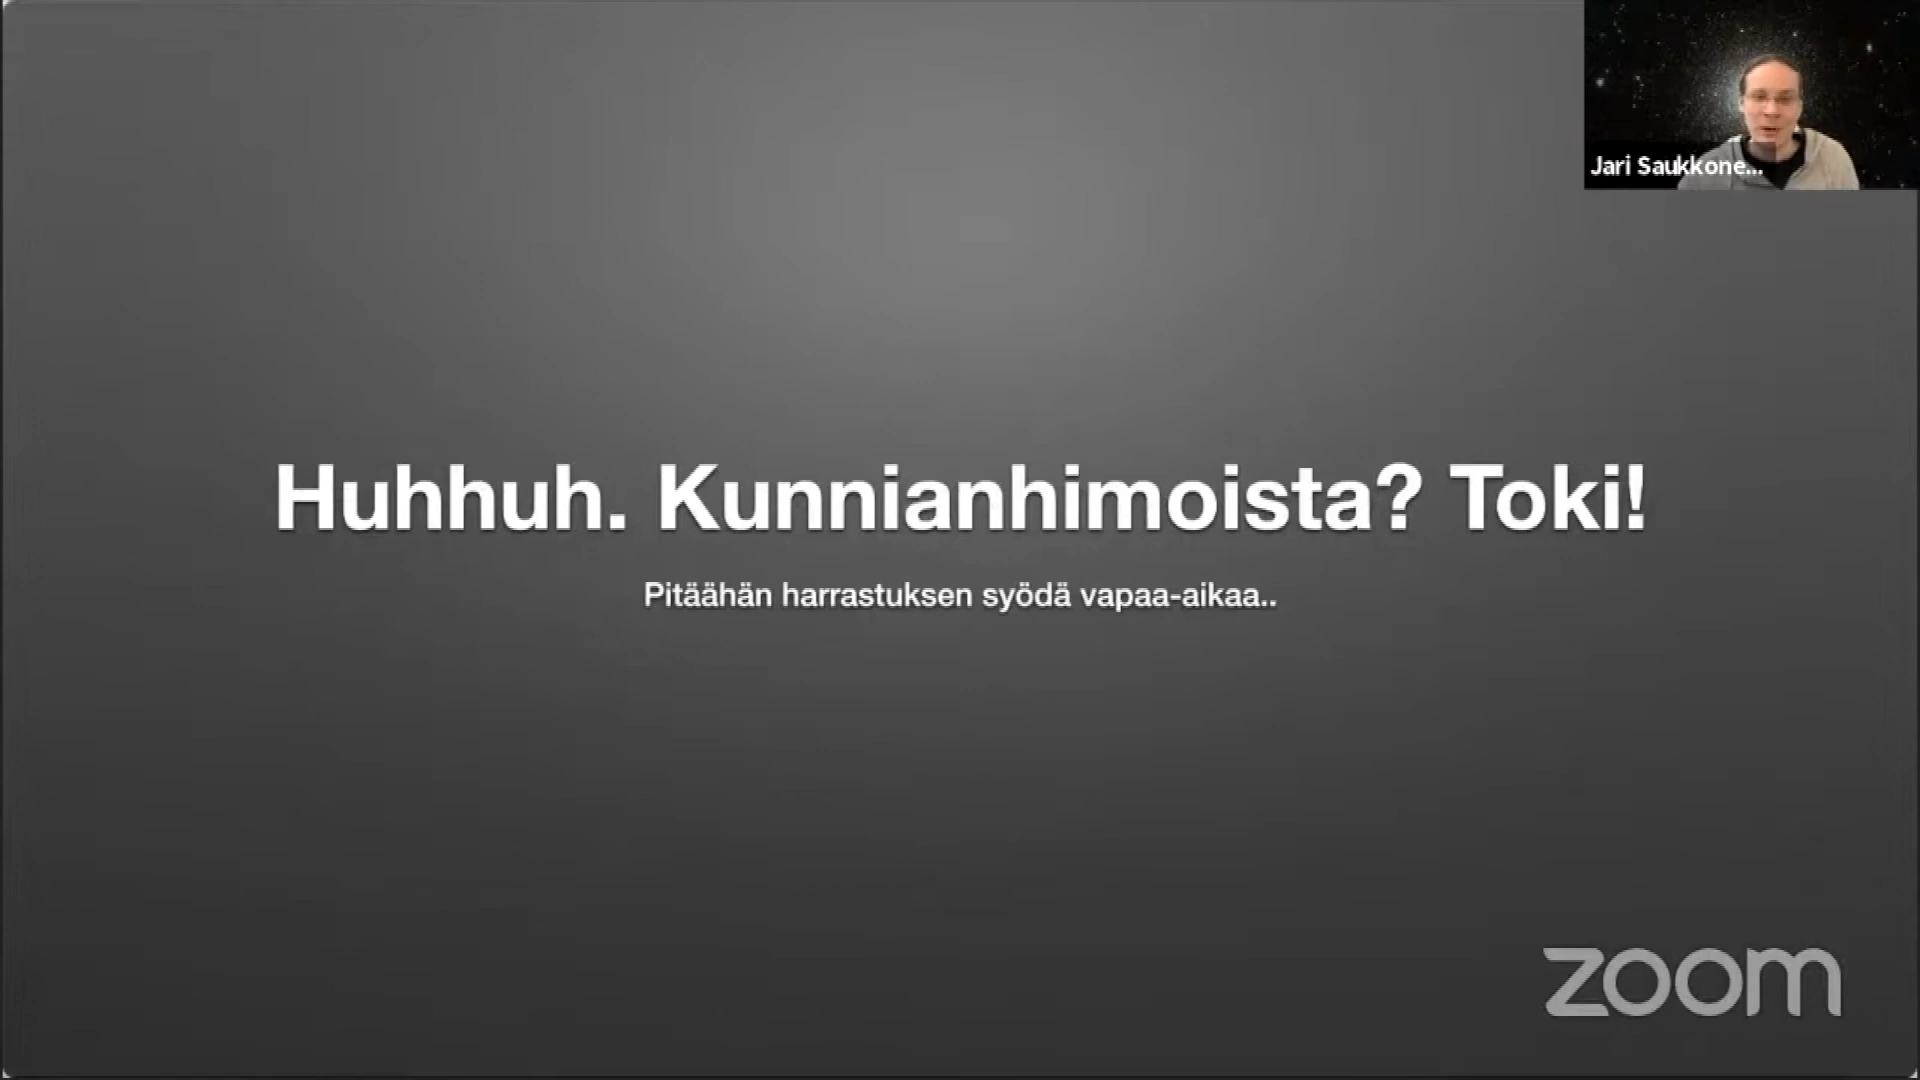 Jari Saukkone...
Huhhuh. Kunnianhimoista? Toki!
Pitäähän harrastuksen syödä vapaa-aikaa..
zoom